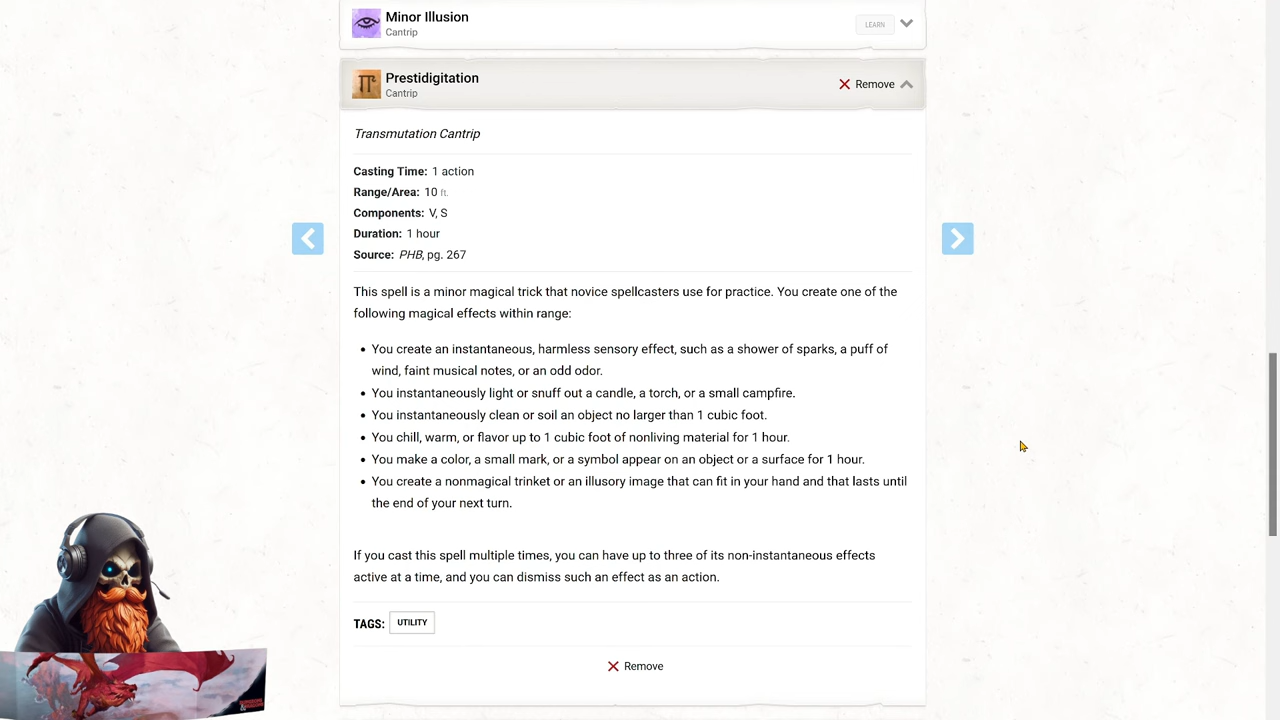 Minor Illusion
Cantrip
LEARN
Prestidigitation
Cantrip
Remove
Transmutation Cantrip
Casting Time: 1 action
Range/Area: 10 ft.
Components: V, S
Duration: 1 hour
Source: PHB, pg. 267
This spell is a minor magical trick that novice spellcasters use for practice. You create one of the
following magical effects within range:
• You create an instantaneous, harmless sensory effect, such as a shower of sparks, a puff of
wind, faint musical notes, or an odd odor.
• You instantaneously light or snuff out a candle, a torch, or a small campfire.
• You instantaneously clean or soil an object no larger than 1 cubic foot.
• You chill, warm, or flavor up to 1 cubic foot of nonliving material for 1 hour.
• You make a color, a small mark, or a symbol appear on an object or a surface for 1 hour.
• You create a nonmagical trinket or an illusory image that can fit in your hand and that lasts until
the end of your next turn.
If you cast this spell multiple times, you can have up to three of its non-instantaneous effects
active at a time, and you can dismiss such an effect as an action.
TAGS: UTILITY
Remove